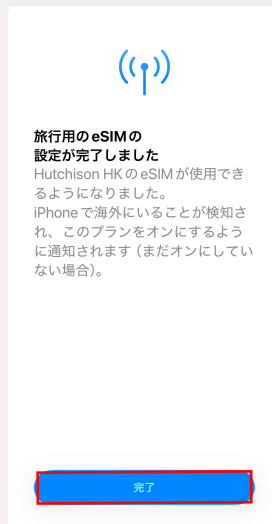 旅行用のeSIMの
設定が完了しました
Hutchison HKのeSIMが使用でき
るようになりました。
iPhoneで海外にいることが検知さ
れ、このプランをオンにするよう
に通知されます（まだオンにしてい
ない場合）。
完了